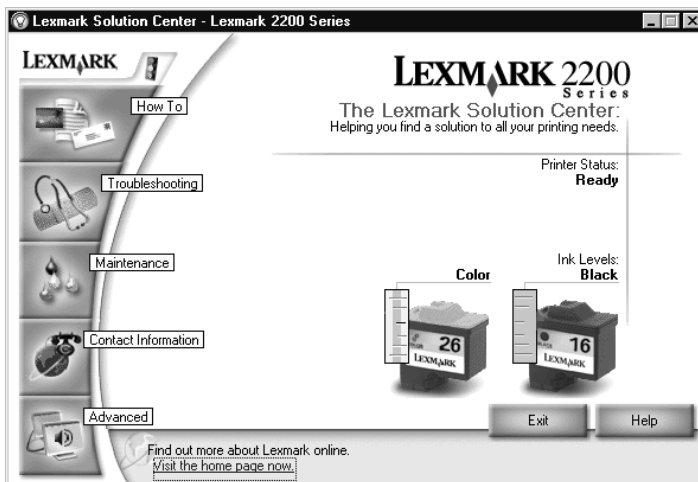 Lexmark Solution Center - Lexmark 2200 Series
LEXMARK
How To
Troubleshooting
Maintenance
Contact Information
Advanced
LEXMARK 2200
Series
The Lexmark Solution Center:
Helping you find a solution to all your printing needs.
Printer Status:
Ready
Ink Levels:
Color
Black
26
LEXMARK
16
LEXMARK
Exit
Help
Find out more about Lexmark online.
Visit the home page now.